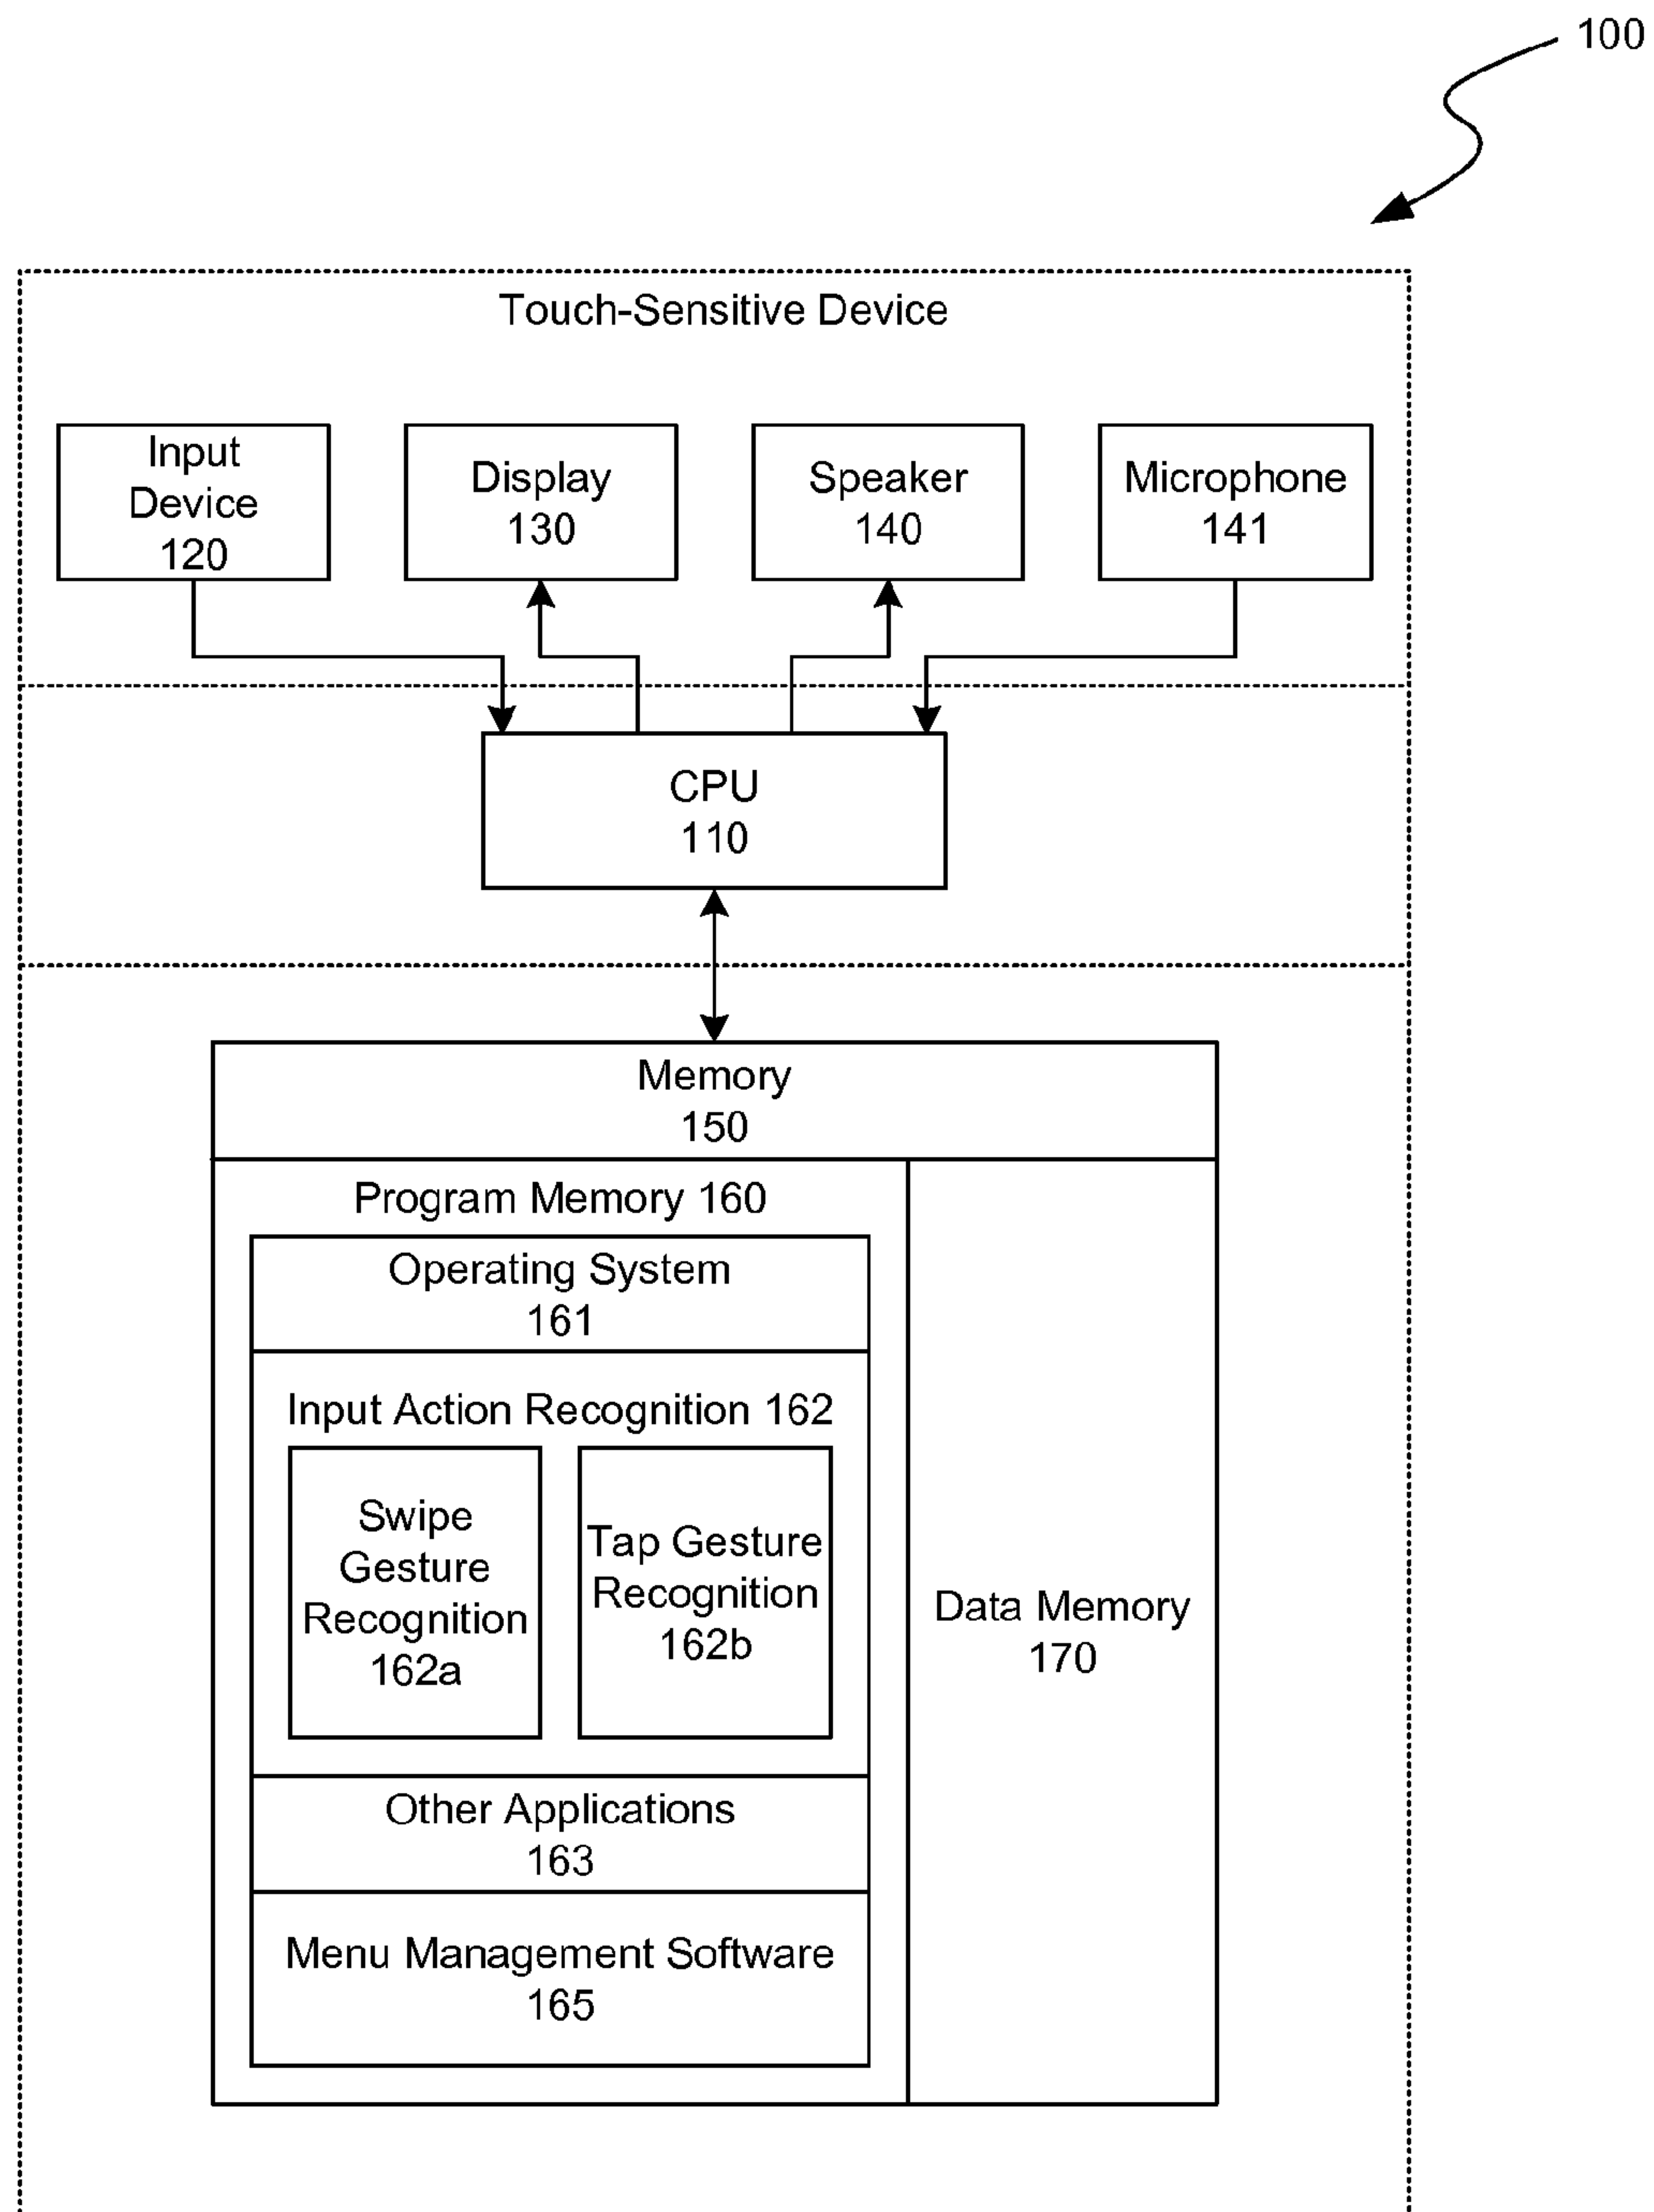 100
Touch-Sensitive Device
Input
Device
120
Display
130
Speaker
140
Microphone
141
CPU
110
Memory
150
Program Memory 160
Operating System
161
Input Action Recognition 162
Swipe
Gesture
Recognition
162a
Tap Gesture
Recognition
162b
Other Applications
163
Menu Management Software
165
Data Memory
170